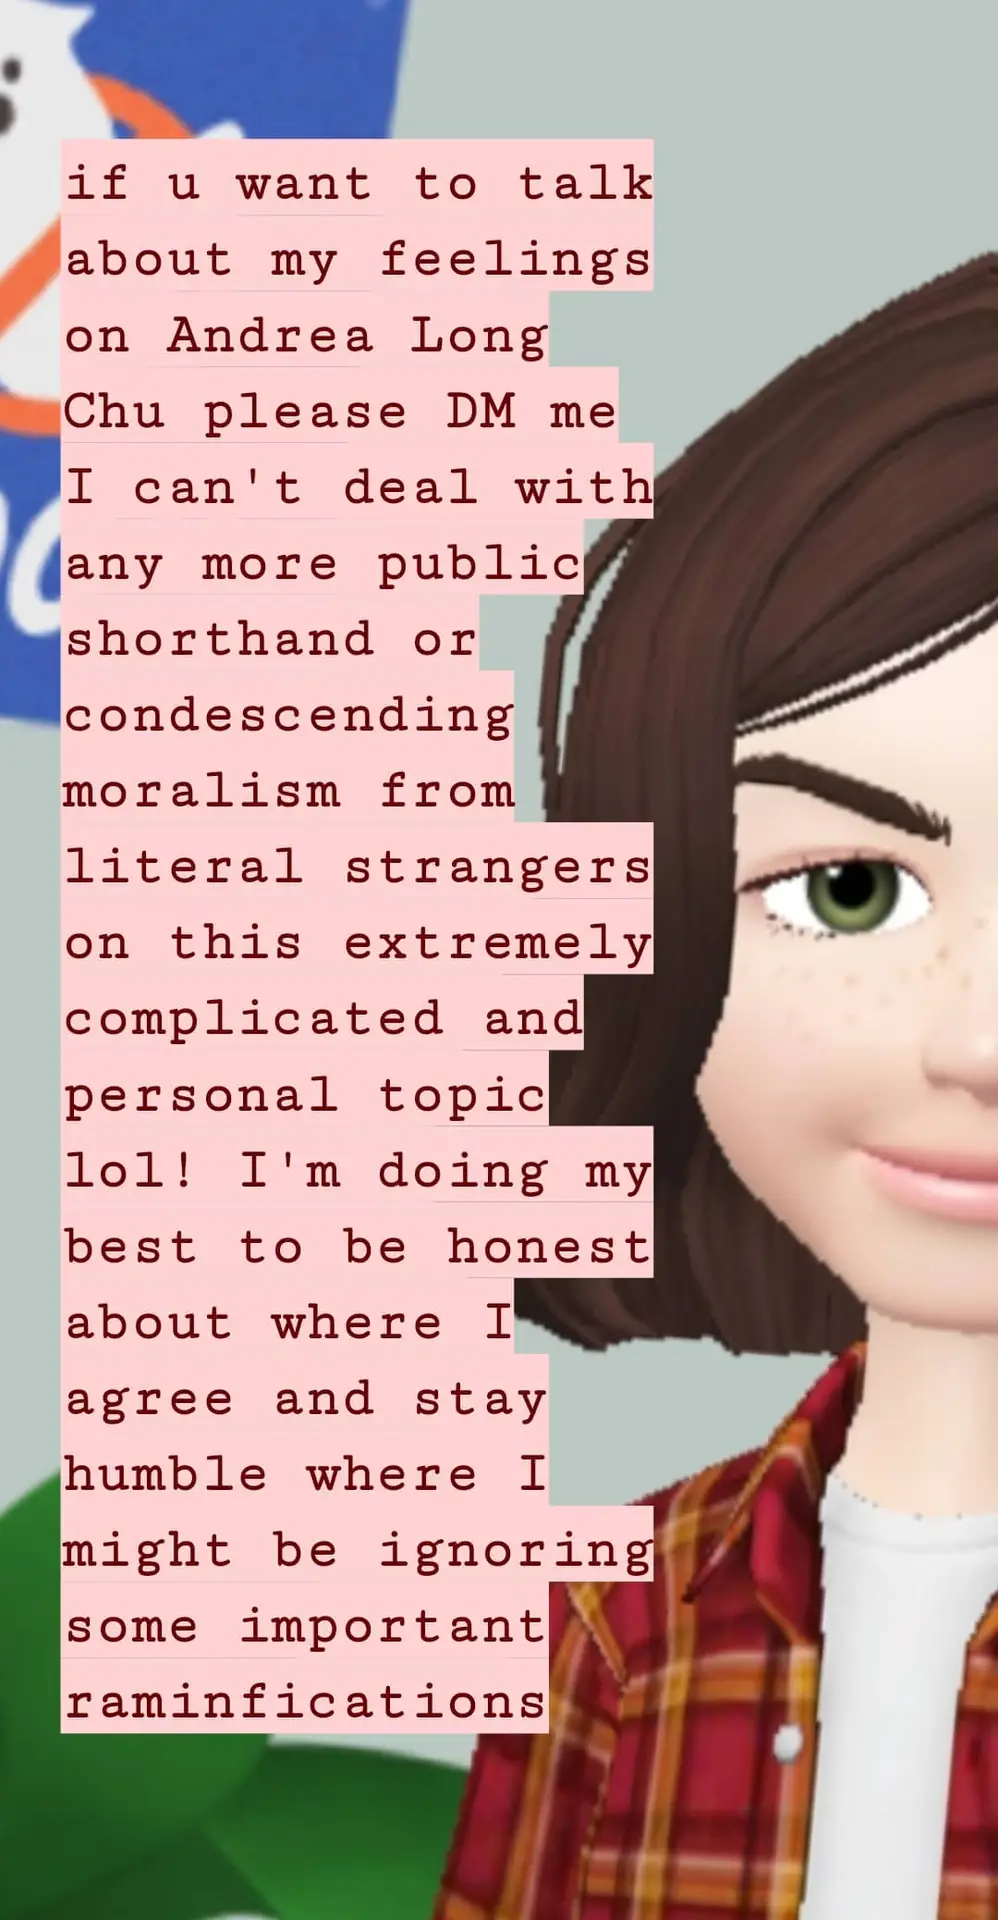 if u want to talk
about my feelings
on Andrea Long
Chu please DM me
I can't deal with
any more public
shorthand or
condescending
moralism from
literal strangers
on this extremely
complicated and
personal topic
lol! I'm doing my
best to be honest
about where I
agree and stay
humble where I
might be ignoring
some important
raminfications